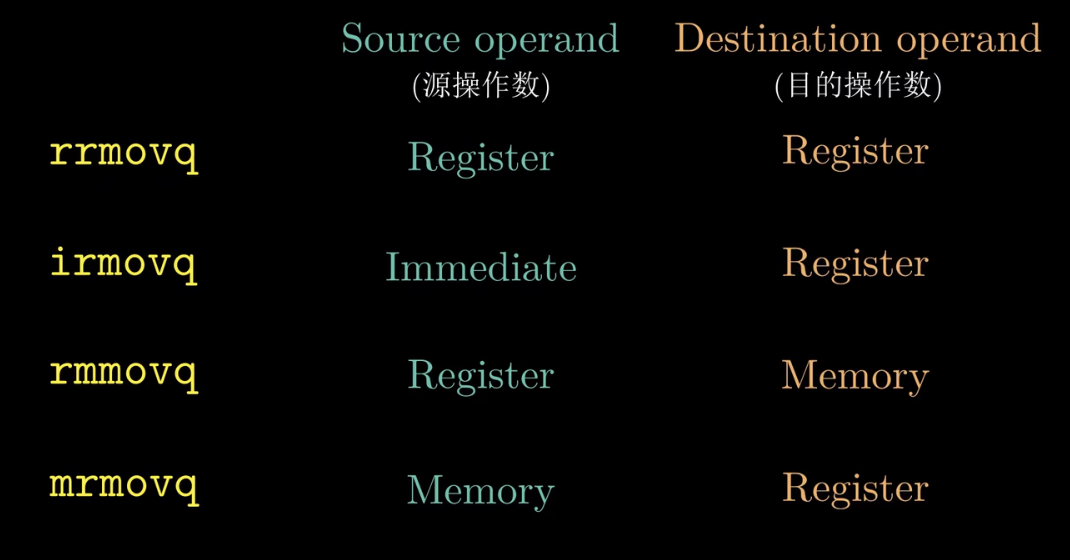 Source operand Destination operand
(源操作数) (目的操作数)
rrmovq Register Register
irmovq Immediate Register
rmmovq Register Memory
mrmovq Memory Register